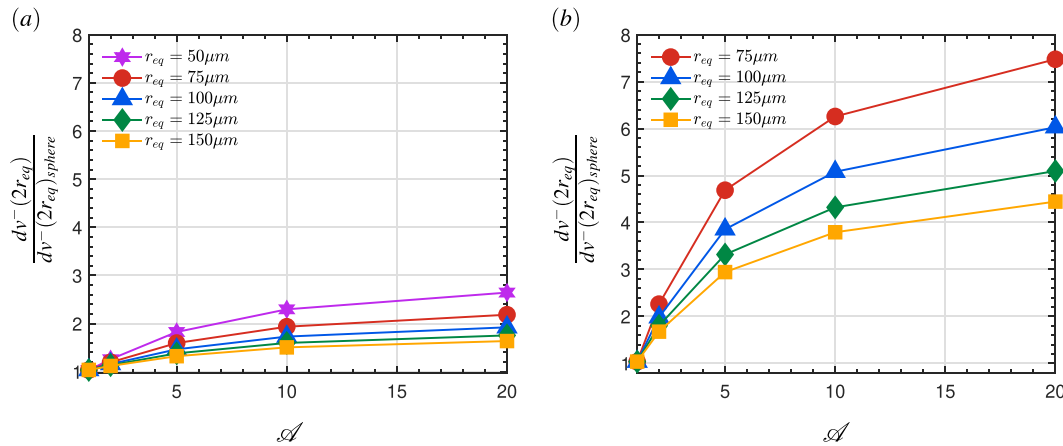 (a)
8
7
6
5
4
3
2
1
r_eq = 50μm
r_eq = 75μm
r_eq = 100μm
r_eq = 125μm
r_eq = 150μm
dv⁻(2r_eq)
dv⁻(2r_eq)_sphere
5
10
15
20
𝒜
(b)
8
7
6
5
4
3
2
1
r_eq = 75μm
r_eq = 100μm
r_eq = 125μm
r_eq = 150μm
dv⁻(2r_eq)
dv⁻(2r_eq)_sphere
5
10
15
20
𝒜